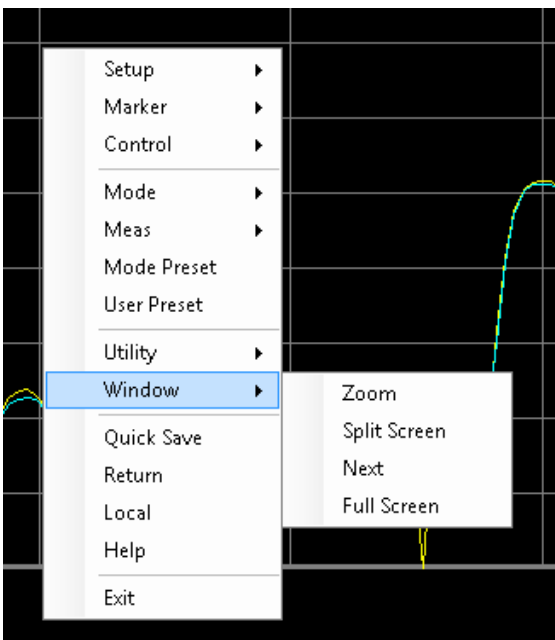 Setup
Marker
Control
Mode
Meas
Mode Preset
User Preset
Utility
Window
Zoom
Split Screen
Next
Full Screen
Quick Save
Return
Local
Help
Exit